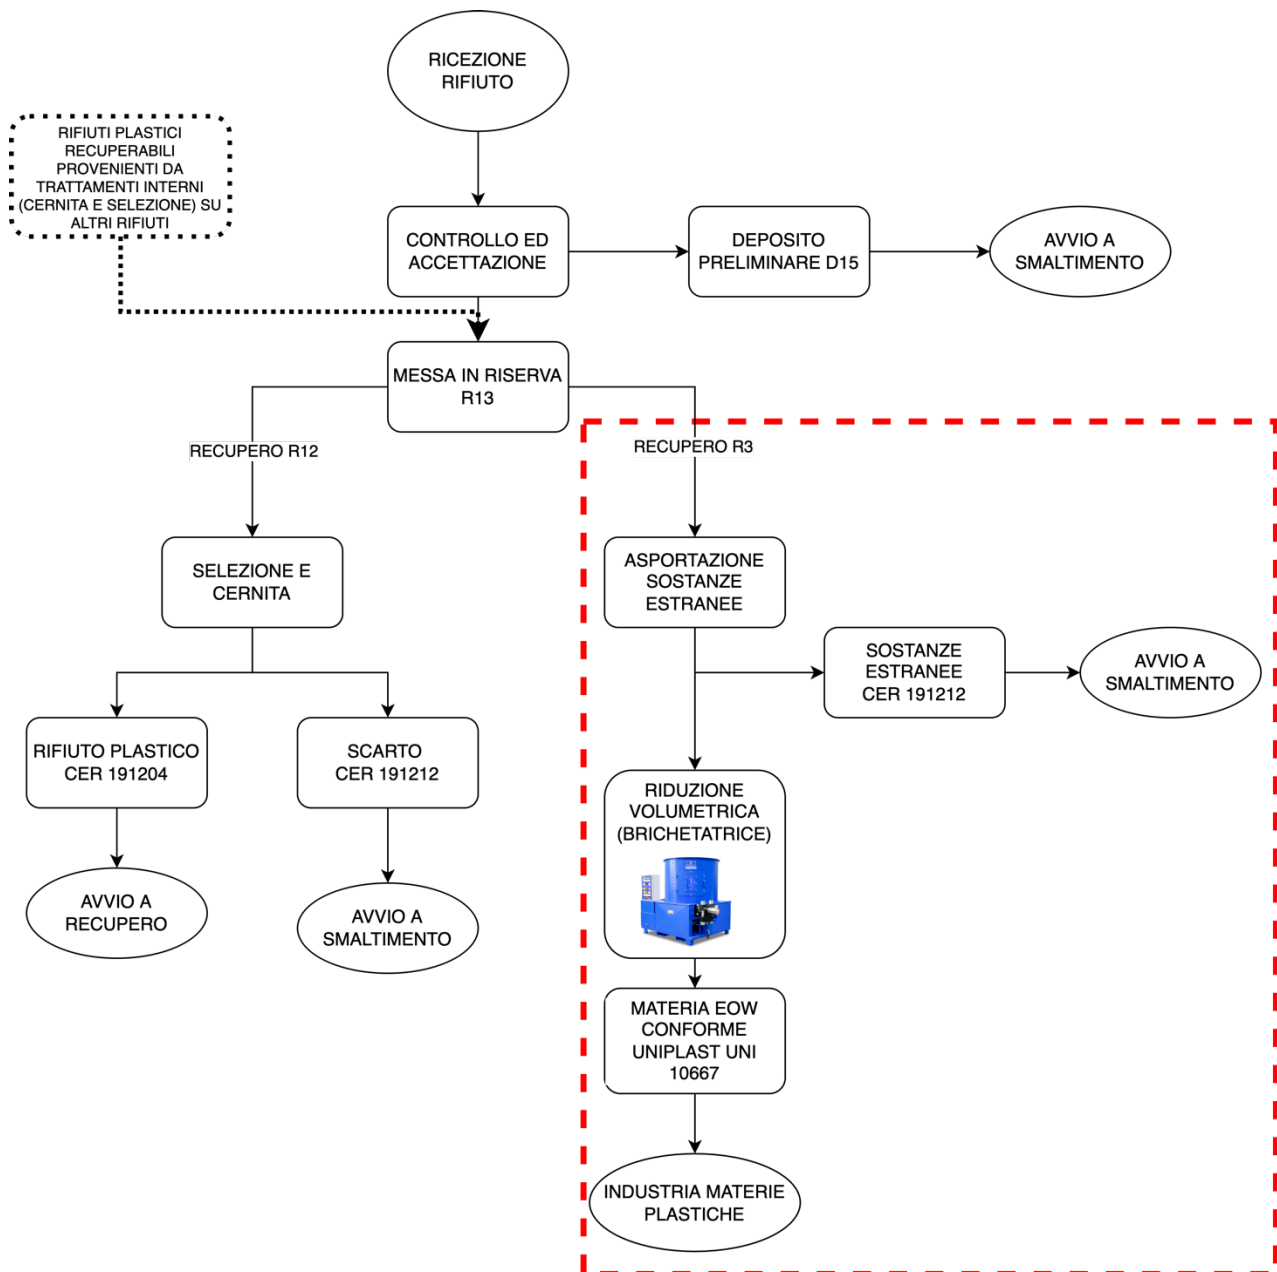 RICEZIONE
RIFIUTO
RIFIUTI PLASTICI
RECUPERABILI
PROVENIENTI DA
TRATTAMENTI INTERNI
(CERNITA E SELEZIONE) SU
ALTRI RIFIUTI
CONTROLLO ED
ACCETTAZIONE
DEPOSITO
PRELIMINARE D15
AVVIO A
SMALTIMENTO
MESSA IN RISERVA
R13
RECUPERO R12
RECUPERO R3
SELEZIONE E
CERNITA
ASPORTAZIONE
SOSTANZE
ESTRANEE
SOSTANZE
ESTRANEE
CER 191212
AVVIO A
SMALTIMENTO
RIFIUTO PLASTICO
CER 191204
SCARTO
CER 191212
RIDUZIONE
VOLUMETRICA
(BRICHETATRICE)
AVVIO A
RECUPERO
AVVIO A
SMALTIMENTO
MATERIA EOW
CONFORME
UNIPLAST UNI
10667
INDUSTRIA MATERIE
PLASTICHE